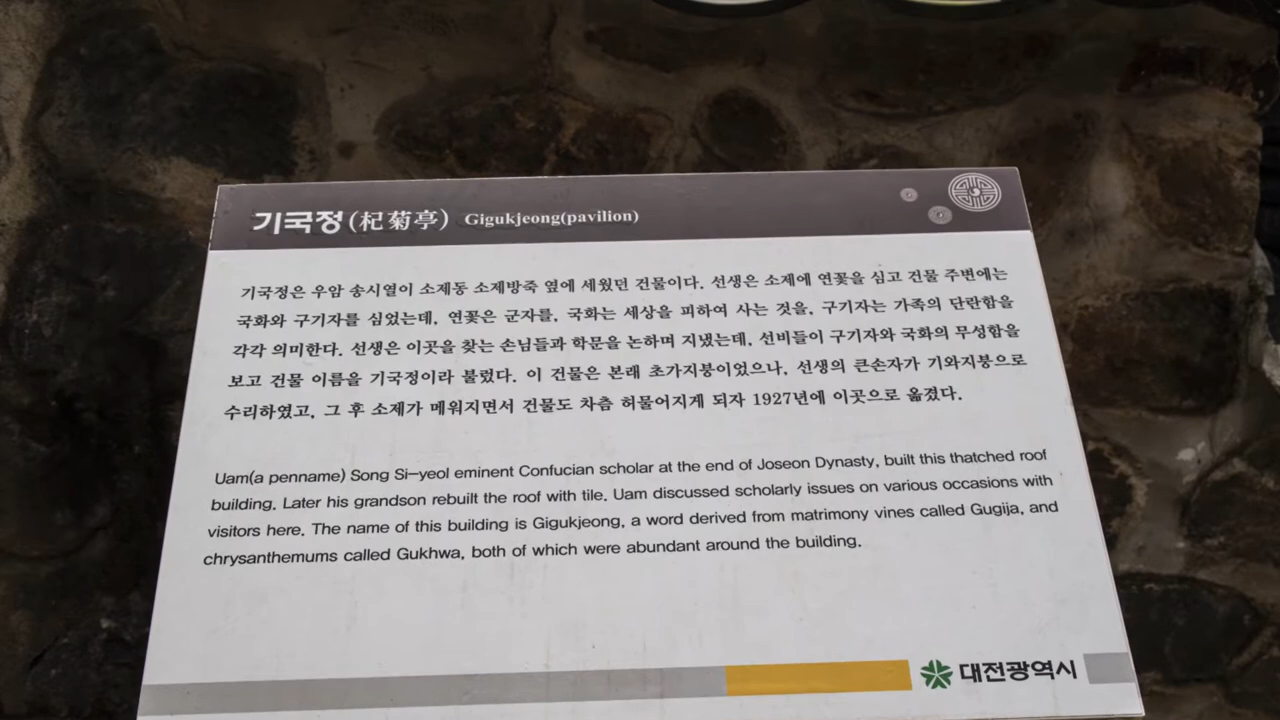 기국정(杞菊亭) Gigukjeong(pavilion)
기국정은 우암 송시열이 소제동 소제방죽 옆에 세웠던 건물이다. 선생은 소제에 연꽃을 심고 건물 주변에는
국화와 구기자를 심었는데, 연꽃은 군자를, 국화는 세상을 피하여 사는 것을, 구기자는 가족의 단란함을
각각 의미한다. 선생은 이곳을 찾는 손님들과 학문을 논하며 지냈는데, 선비들이 구기자와 국화의 무성함을
보고 건물 이름을 기국정이라 불렀다. 이 건물은 본래 초가지붕이었으나, 선생의 큰손자가 기와지붕으로
수리하였고, 그 후 소제가 메워지면서 건물도 차츰 허물어지게 되자 1927년에 이곳으로 옮겼다.
Uam(a penname) Song Si-yeol eminent Confucian scholar at the end of Joseon Dynasty, built this thatched roof
building. Later his grandson rebuilt the roof with tile. Uam discussed scholarly issues on various occasions with
visitors here. The name of this building is Gigukjeong, a word derived from matrimony vines called Gugija, and
chrysanthemums called Gukhwa, both of which were abundant around the building.
대전광역시